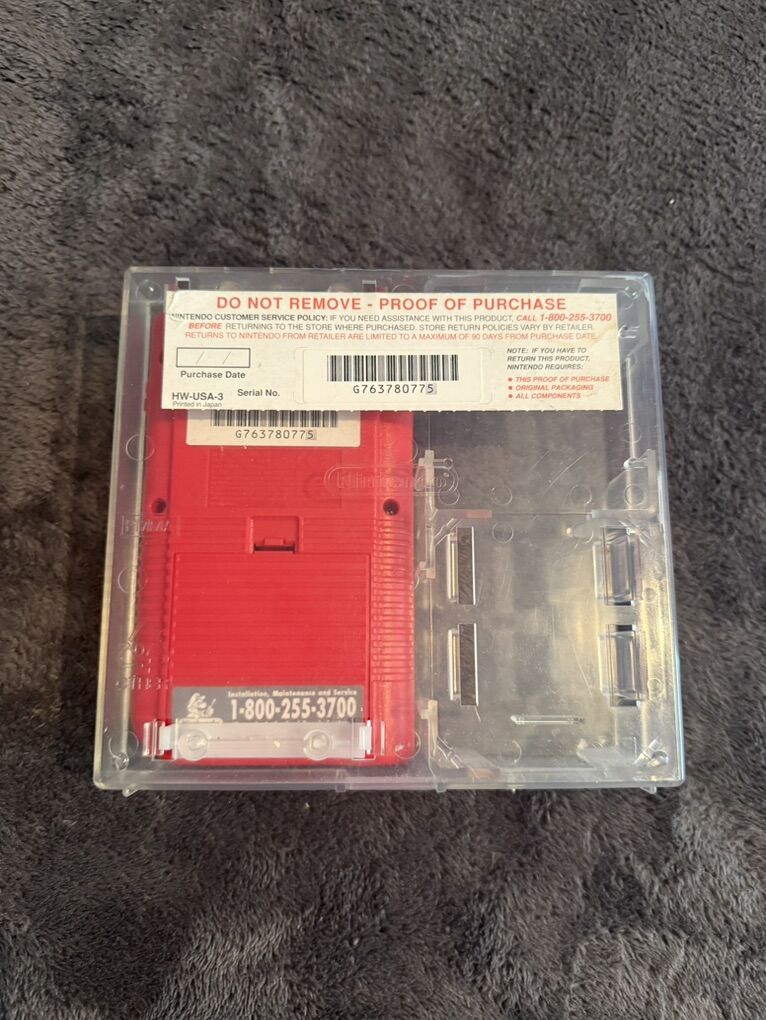 DO NOT REMOVE - PROOF OF PURCHASE
NINTENDO CUSTOMER SERVICE POLICY: IF YOU NEED ASSISTANCE WITH THIS PRODUCT, CALL 1-800-255-3700
BEFORE RETURNING TO THE STORE WHERE PURCHASED. STORE RETURN POLICIES VARY BY RETAILER.
RETURNS TO NINTENDO FROM RETAILER ARE LIMITED TO A MAXIMUM OF 90 DAYS FROM PURCHASE DATE.
/ /
Purchase Date
HW-USA-3
Printed in Japan
Serial No.
G763780775
NOTE: IF YOU HAVE TO
RETURN THIS PRODUCT,
NINTENDO REQUIRES:
• THIS PROOF OF PURCHASE
• ORIGINAL PACKAGING
• ALL COMPONENTS
G763780775
Nintendo
Installation, Maintenance and Service
1-800-255-3700